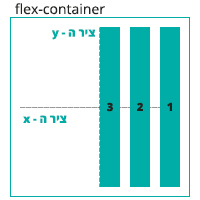 flex-container
ציר ה - y
1 2 3
ציר ה - x